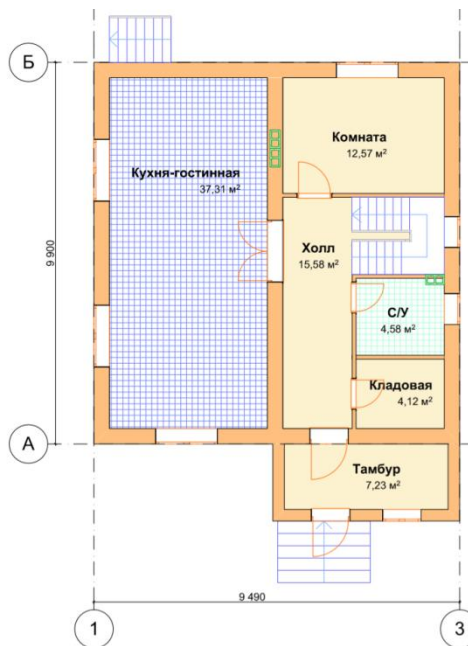 Б
Комната
12,57 м²
Кухня-гостинная
37,31 м²
Холл
15,58 м²
9 900
С/У
4,58 м²
Кладовая
4,12 м²
А
Тамбур
7,23 м²
9 490
1
3